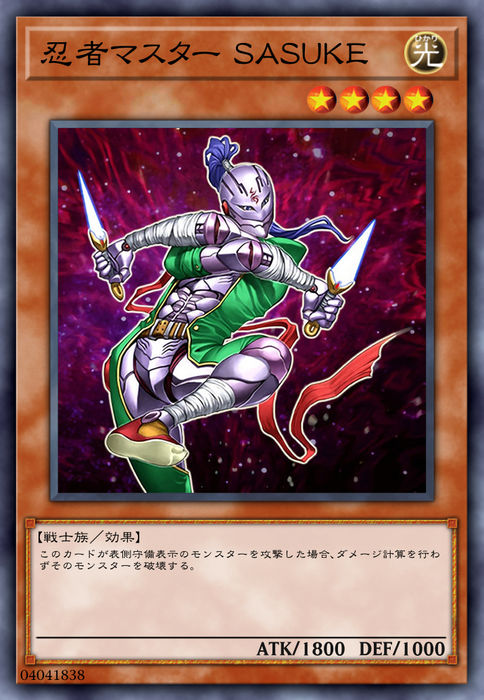 忍者マスター SASUKE
ひかり
光
【戦士族／効果】
このカードが表側守備表示のモンスターを攻撃した場合、ダメージ計算を行わ
ずそのモンスターを破壊する。
ATK/1800 DEF/1000
04041838